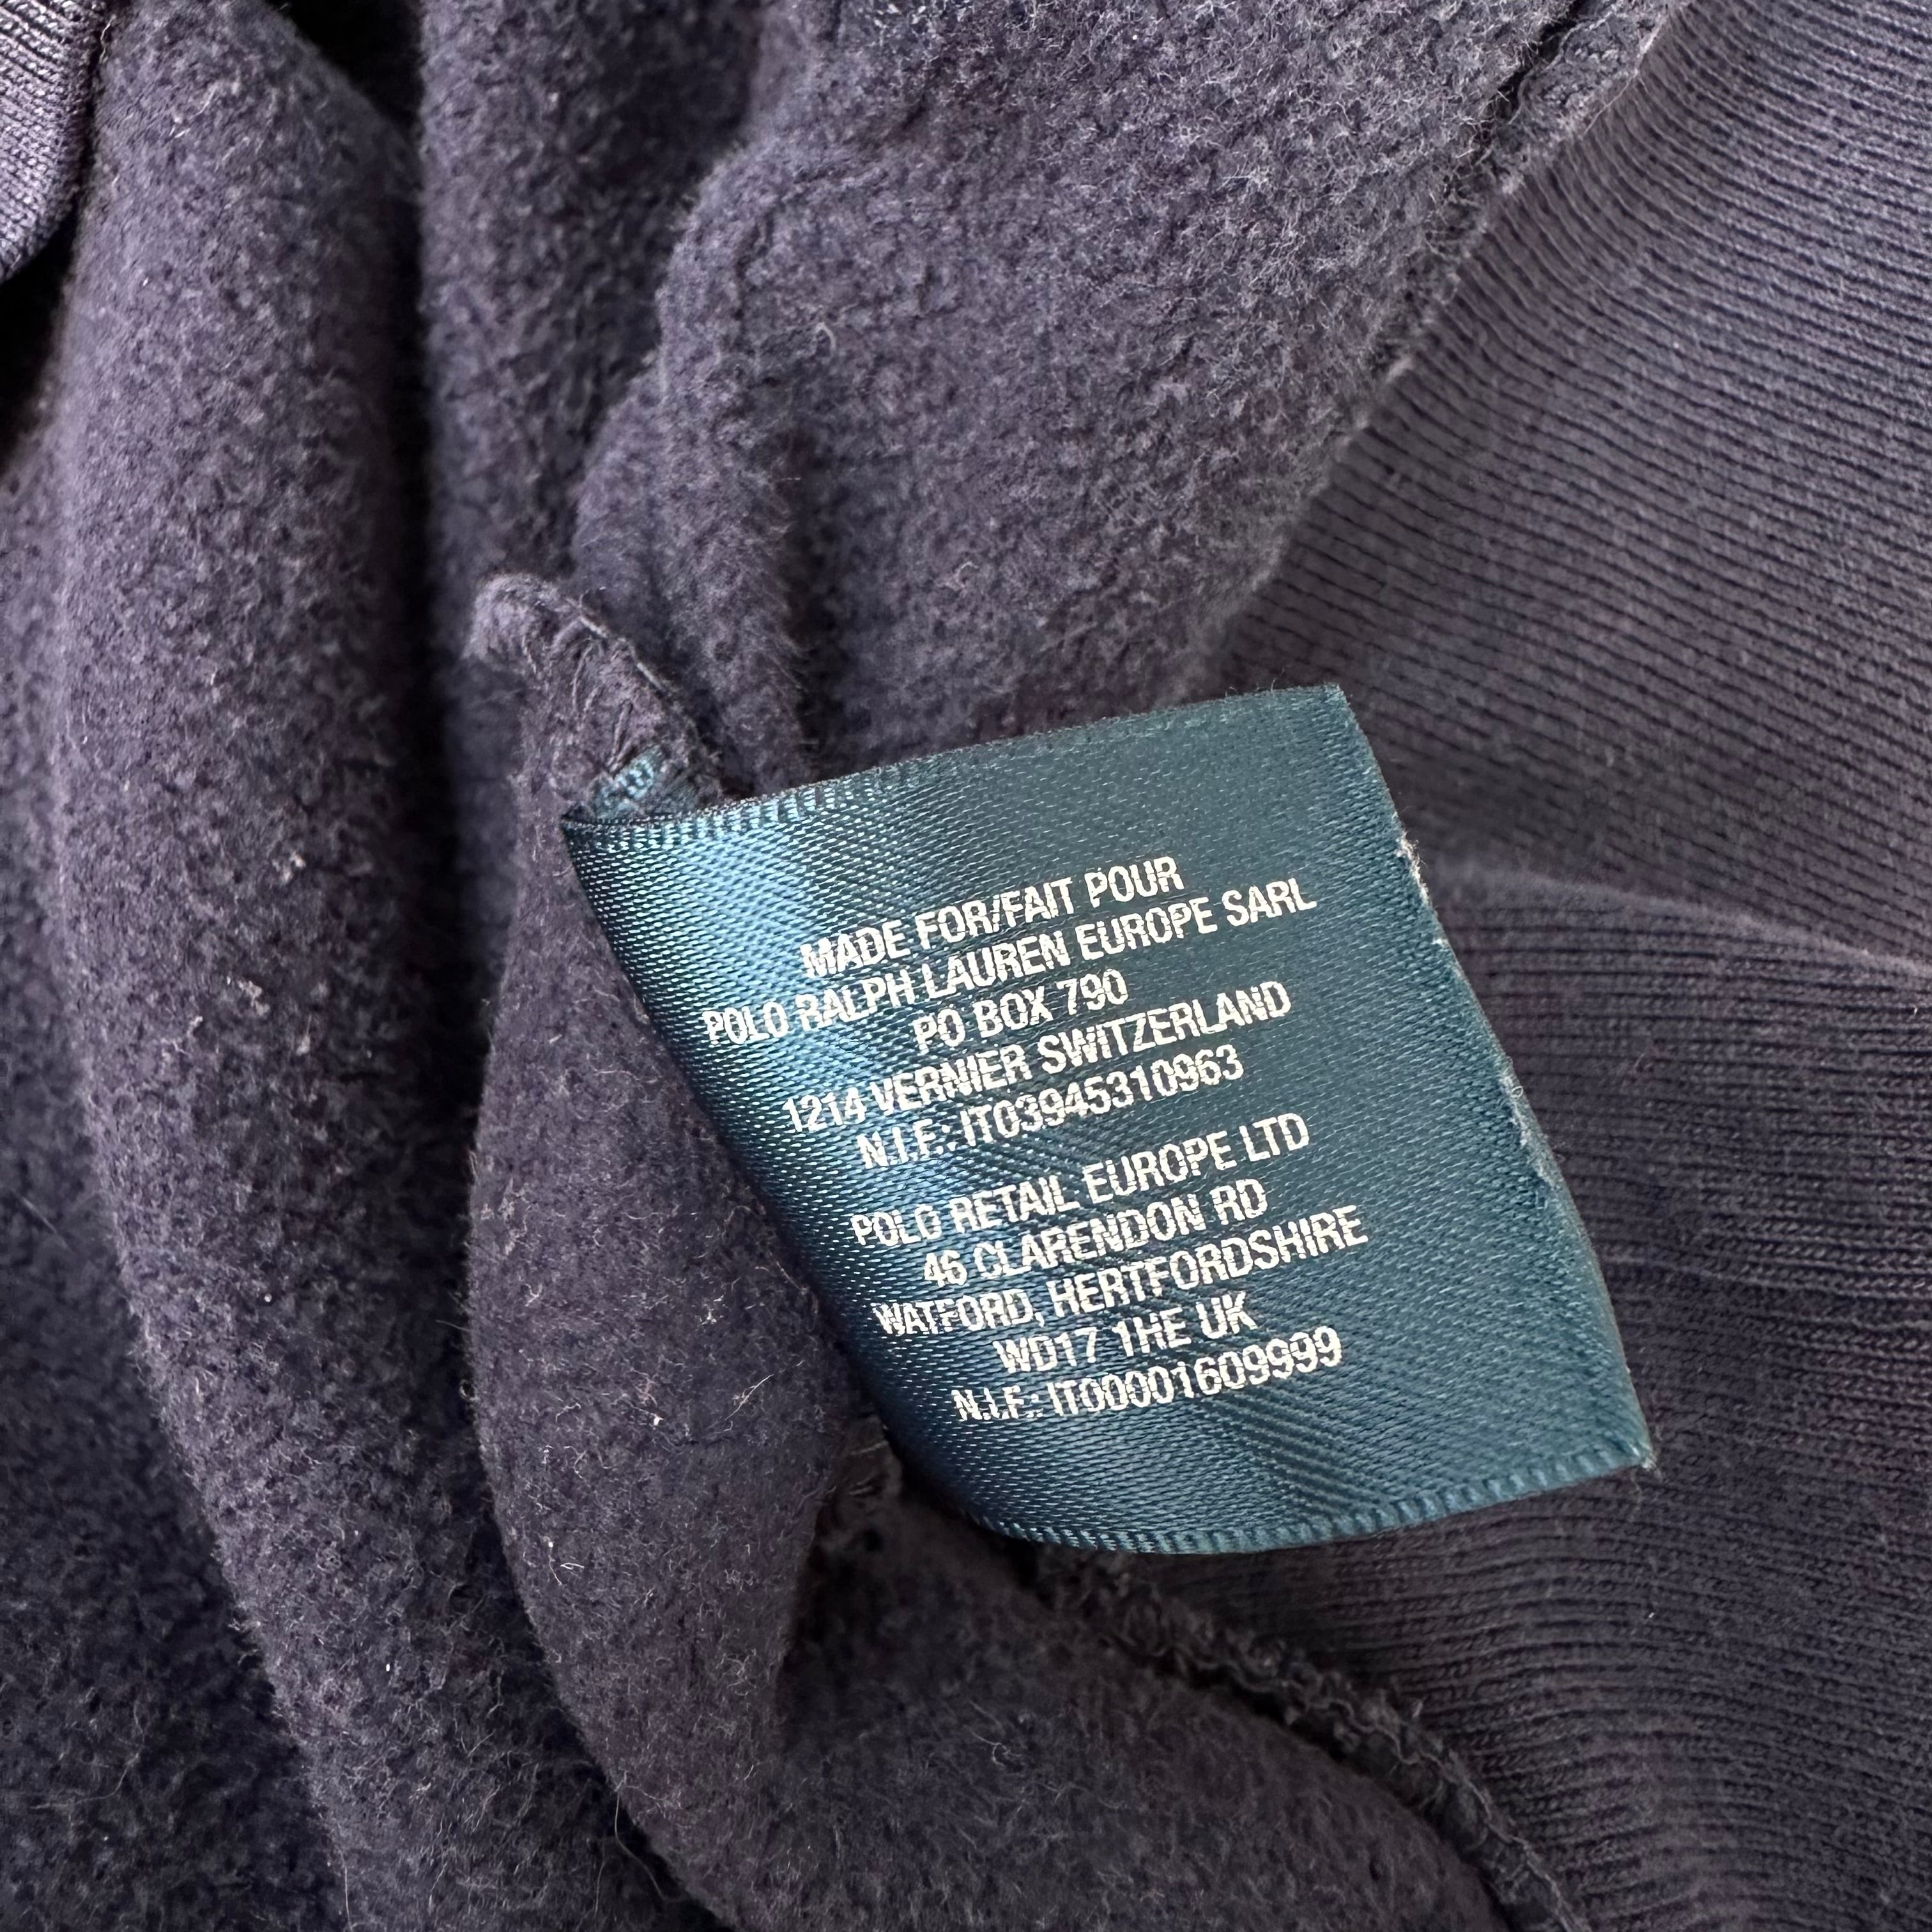 MADE FOR/FAIT POUR
POLO RALPH LAUREN EUROPE SARL
PO BOX 790
1214 VERNIER SWITZERLAND
N.I.F.: IT03945310963
POLO RETAIL EUROPE LTD
46 CLARENDON RD
WATFORD, HERTFORDSHIRE
WD17 1HE UK
N.I.F.: IT00001609999